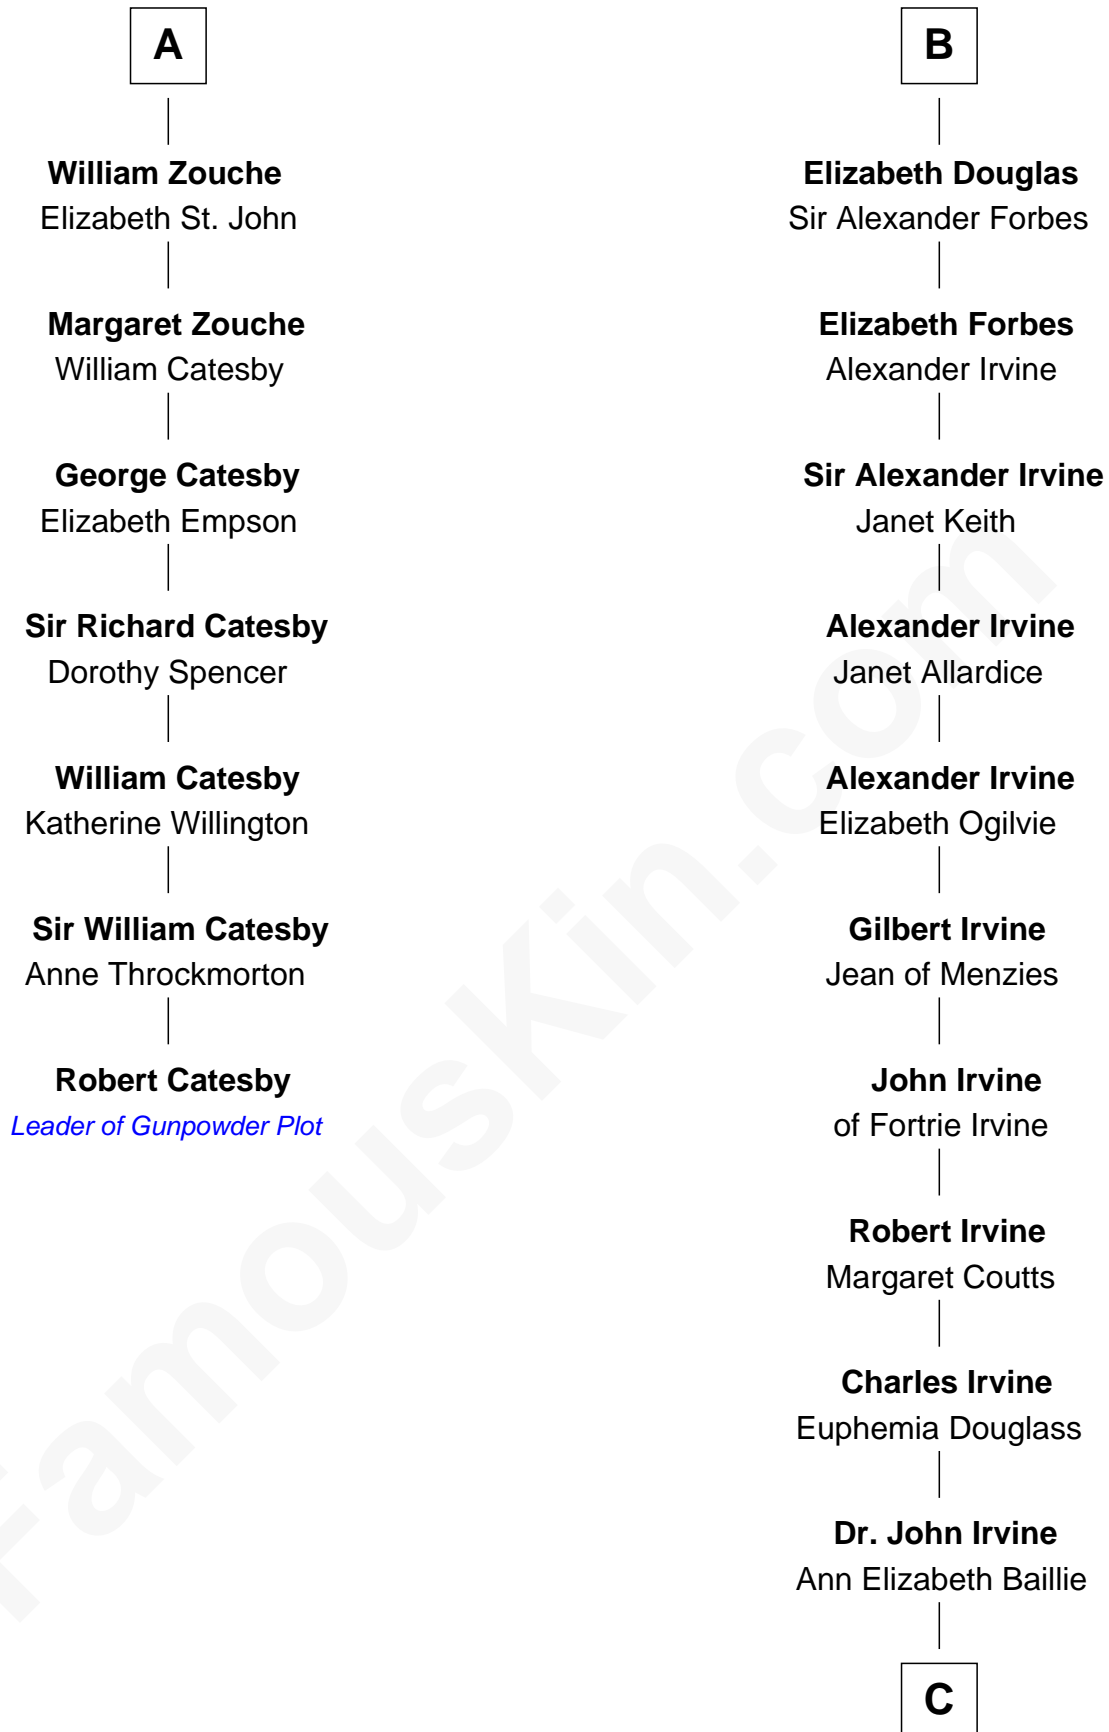 A
William Zouche
Elizabeth St. John
Margaret Zouche
William Catesby
George Catesby
Elizabeth Empson
Sir Richard Catesby
Dorothy Spencer
William Catesby
Katherine Willington
Sir William Catesby
Anne Throckmorton
Robert Catesby
Leader of Gunpowder Plot
B
Elizabeth Douglas
Sir Alexander Forbes
Elizabeth Forbes
Alexander Irvine
Sir Alexander Irvine
Janet Keith
Alexander Irvine
Janet Allardice
Alexander Irvine
Elizabeth Ogilvie
Gilbert Irvine
Jean of Menzies
John Irvine
of Fortrie Irvine
Robert Irvine
Margaret Coutts
Charles Irvine
Euphemia Douglass
Dr. John Irvine
Ann Elizabeth Baillie
C
FamousKin.com